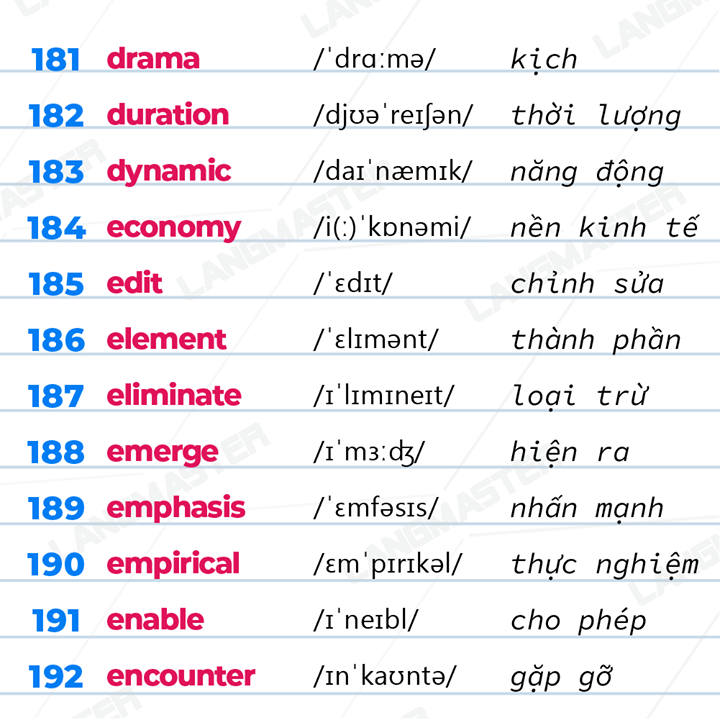 181 drama /ˈdrɑːmə/ kịch
182 duration /djʊəˈreɪʃən/ thời lượng
183 dynamic /daɪˈnæmɪk/ năng động
184 economy /i(ː)ˈkɒnəmi/ nền kinh tế
185 edit /ˈɛdɪt/ chỉnh sửa
186 element /ˈɛlɪmənt/ thành phần
187 eliminate /ɪˈlɪmɪneɪt/ loại trừ
188 emerge /ɪˈmɜːʤ/ hiện ra
189 emphasis /ˈɛmfəsɪs/ nhấn mạnh
190 empirical /ɛmˈpɪrɪkəl/ thực nghiệm
191 enable /ɪˈneɪbl/ cho phép
192 encounter /ɪnˈkaʊntə/ gặp gỡ
LANGMASTER